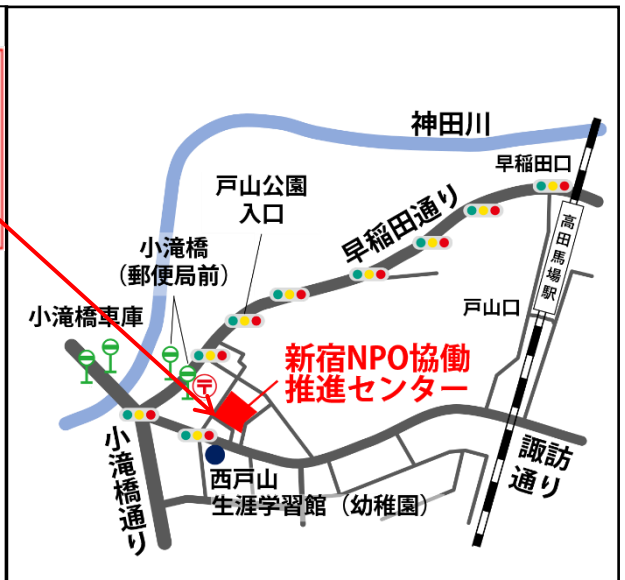 神田川
早稲田口
戸山公園
入口
早稲田通り
高田馬場駅
小滝橋
（郵便局前）
戸山口
小滝橋車庫
新宿NPO協働
推進センター
〒
小滝橋通り
諏訪
通り
西戸山
生涯学習館（幼稚園）